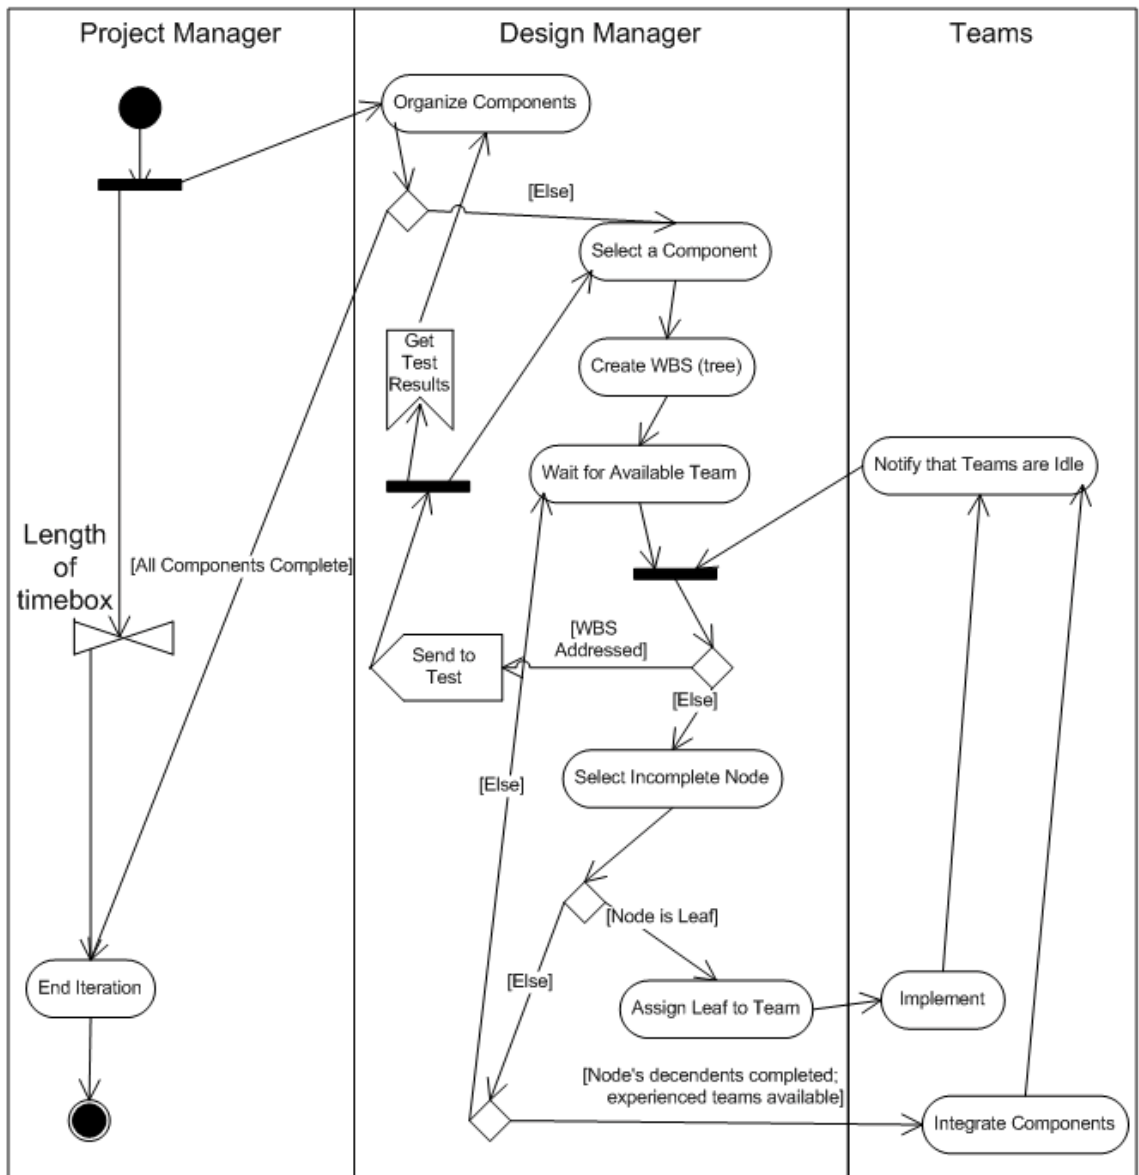 Project Manager
Design Manager
Teams
Organize Components
[Else]
Select a Component
Get
Test
Results
Create WBS (tree)
Wait for Available Team
Notify that Teams are Idle
Length
of
timebox
[All Components Complete]
[WBS
Addressed]
Send to
Test
[Else]
Select Incomplete Node
[Else]
[Node is Leaf]
[Else]
End Iteration
Assign Leaf to Team
Implement
[Node's decendents completed;
experienced teams available]
Integrate Components